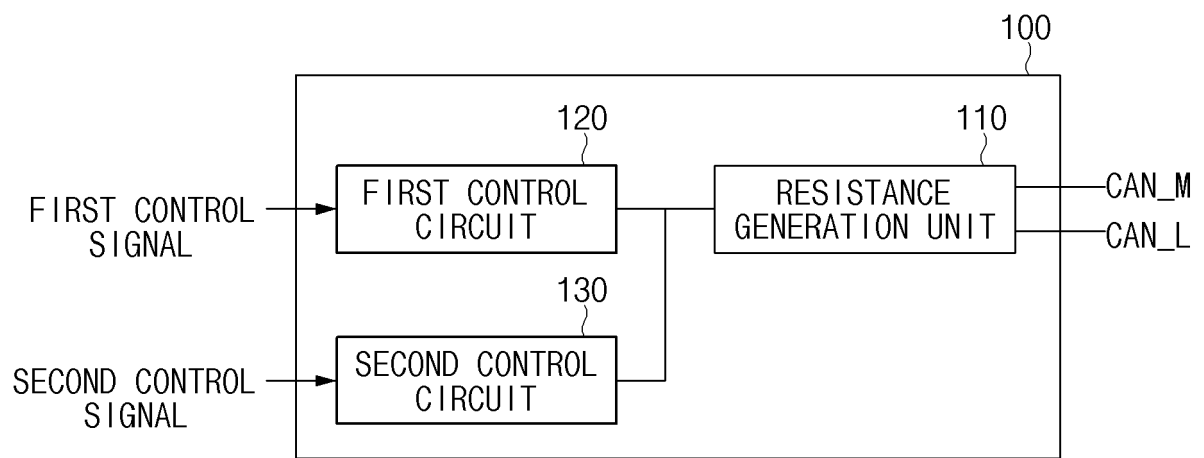 100
120
110
FIRST CONTROL
SIGNAL
FIRST CONTROL
CIRCUIT
RESISTANCE
GENERATION UNIT
CAN_M
CAN_L
130
SECOND CONTROL
SIGNAL
SECOND CONTROL
CIRCUIT